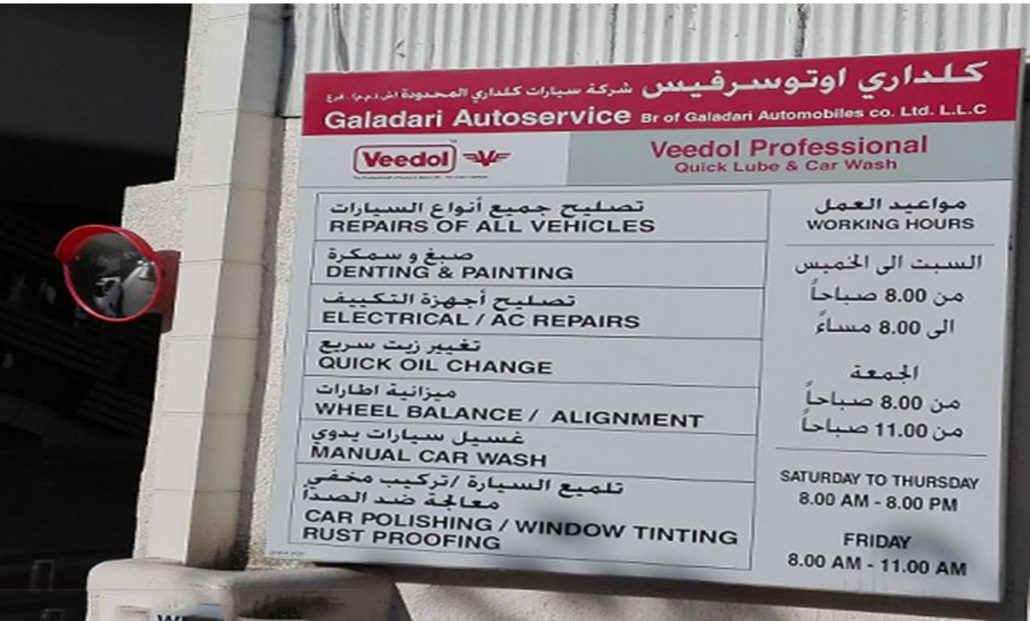 كلداري اوتوسرفيس شركة سيارات كلداري المحدودة (ش.ذ.م.م) . فرع
Galadari Autoservice Br of Galadari Automobiles co. Ltd. L.L.C
Veedol
Veedol Professional
Quick Lube & Car Wash
تصليح جميع أنواع السيارات
REPAIRS OF ALL VEHICLES
صبغ و سمكرة
DENTING & PAINTING
تصليح أجهزة التكييف
ELECTRICAL / AC REPAIRS
تغيير زيت سريع
QUICK OIL CHANGE
ميزانية اطارات
WHEEL BALANCE / ALIGNMENT
غسيل سيارات يدوي
MANUAL CAR WASH
تلميع السيارة /تركيب مخفي
معالجة ضد الصدأ
CAR POLISHING / WINDOW TINTING
RUST PROOFING
مواعيد العمل
WORKING HOURS
السبت الى الخميس
من 8.00 صباحاً
الى 8.00 مساءً
الجمعة
من 8.00 صباحاً
من 11.00 صباحاً
SATURDAY TO THURSDAY
8.00 AM - 8.00 PM
FRIDAY
8.00 AM - 11.00 AM